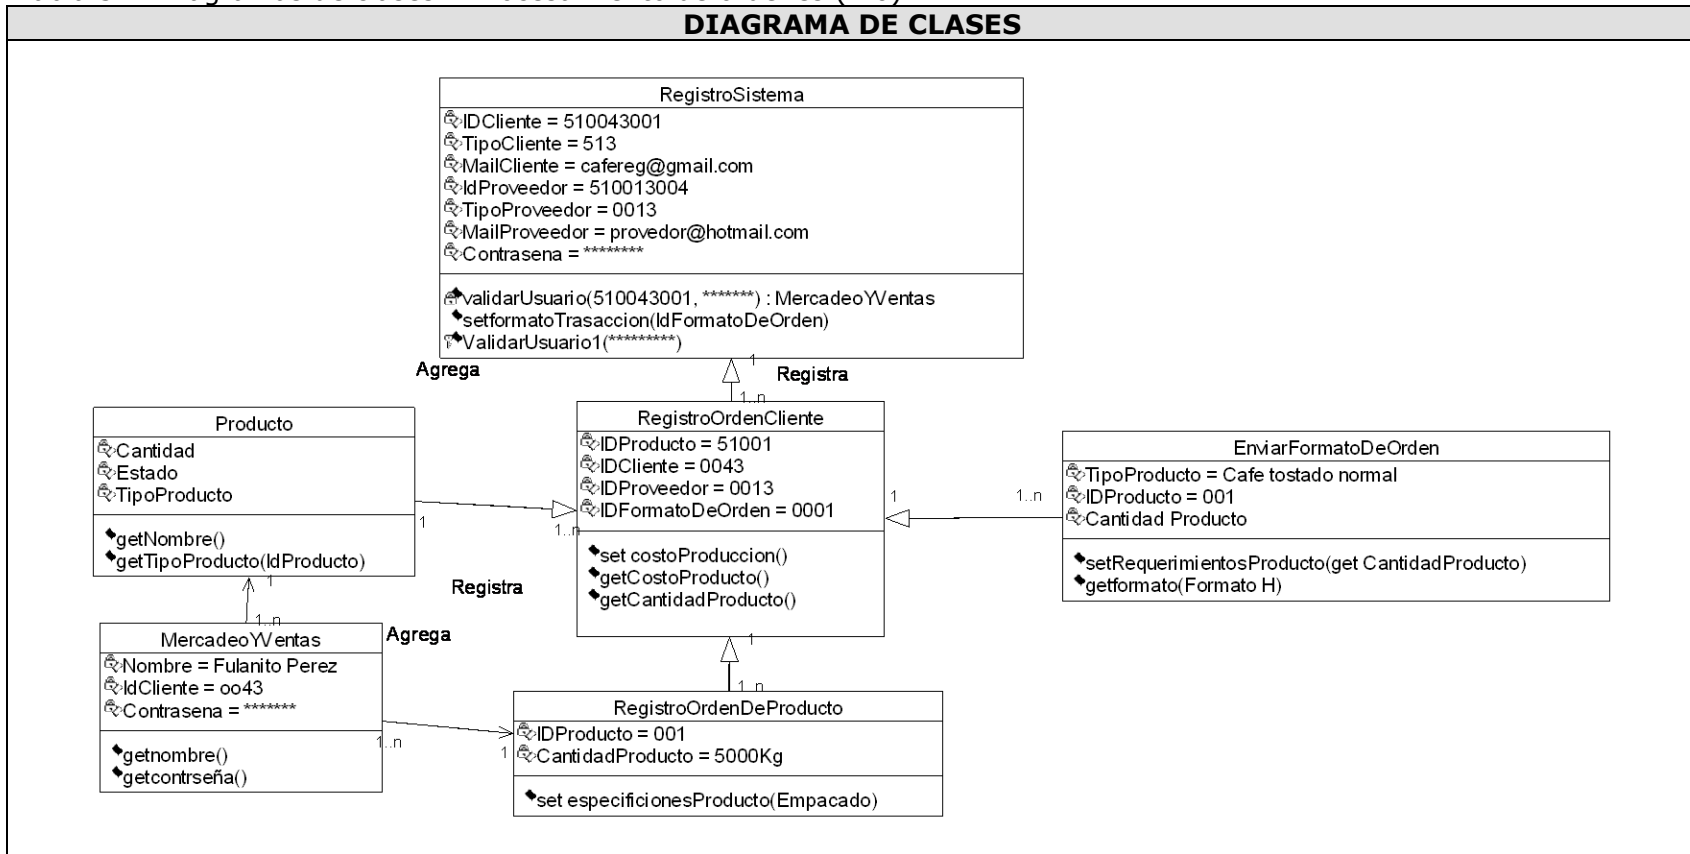 DIAGRAMA DE CLASES
RegistroSistema
IDCliente = 510043001
TipoCliente = 513
MailCliente = cafereg@gmail.com
IdProveedor = 510013004
TipoProveedor = 0013
MailProveedor = provedor@hotmail.com
Contrasena = ********
validarUsuario(510043001, *******) : MercadeoYVentas
setformatoTrasaccion(IdFormatoDeOrden)
ValidarUsuario1(*********)
1
Agrega
Registra
1..n
Producto
Cantidad
Estado
TipoProducto
getNombre()
getTipoProducto(IdProducto)
1
1..n
RegistroOrdenCliente
IDProducto = 51001
IDCliente = 0043
IDProveedor = 0013
IDFormatoDeOrden = 0001
set costoProduccion()
getCostoProducto()
getCantidadProducto()
1
1..n
EnviarFormatoDeOrden
TipoProducto = Cafe tostado normal
IDProducto = 001
Cantidad Producto
setRequerimientosProducto(get CantidadProducto)
getformato(Formato H)
1
Registra
1..n
Agrega
1
MercadeoYVentas
Nombre = Fulanito Perez
IdCliente = oo43
Contrasena = *******
getnombre()
getcontrseña()
1..n
1
1..n
RegistroOrdenDeProducto
IDProducto = 001
CantidadProducto = 5000Kg
set especificionesProducto(Empacado)